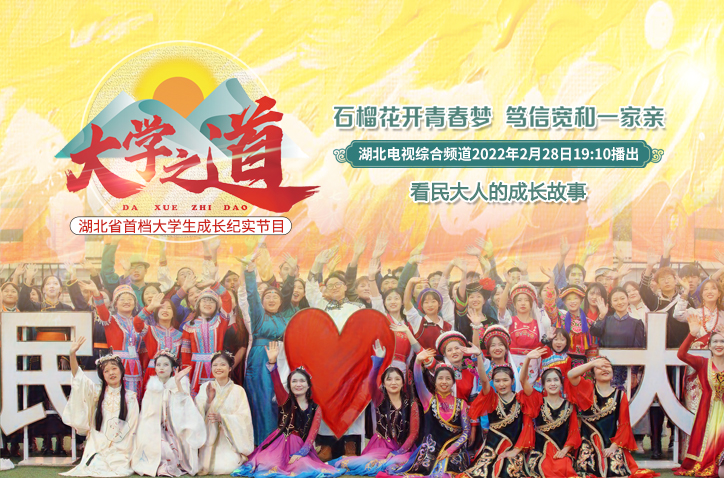 大学之道
DA XUE ZHI DAO
湖北省首档大学生成长纪实节目
石榴花开青春梦 笃信宽和一家亲
湖北电视综合频道2022年2月28日19:10播出
看民大人的成长故事
民 大